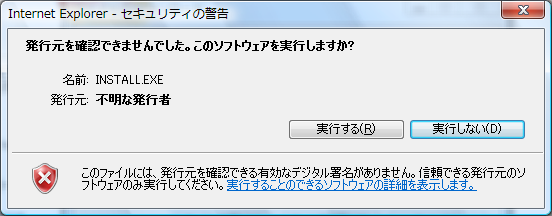 Internet Explorer - セキュリティの警告
発行元を確認できませんでした。このソフトウェアを実行しますか?
名前: INSTALL.EXE
発行元: 不明な発行者
実行する(R) 実行しない(D)
このファイルには、発行元を確認できる有効なデジタル署名がありません。信頼できる発行元のソ
フトウェアのみ実行してください。実行することのできるソフトウェアの詳細を表示します。